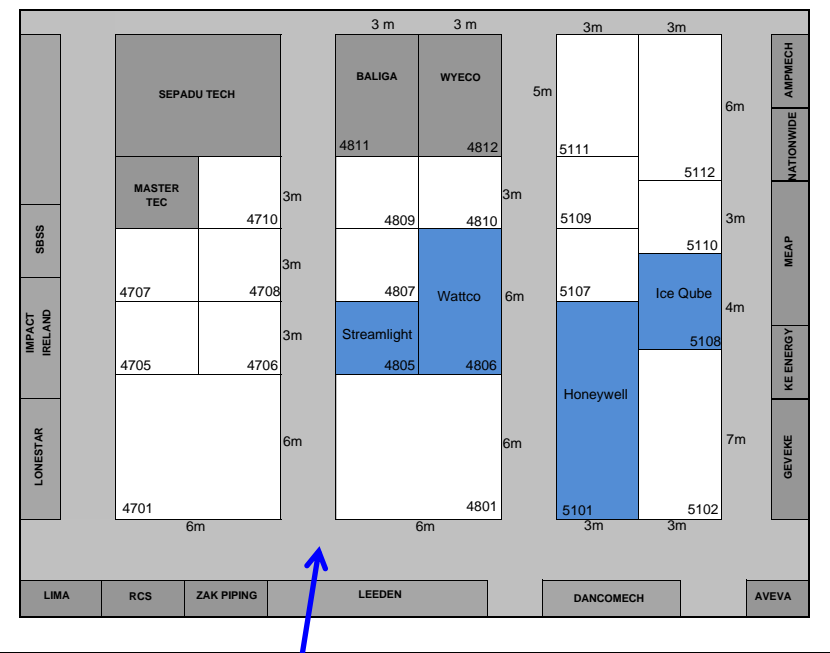 3 m
3 m
3m
3m
SEPADU TECH
BALIGA
WYECO
4811
4812
5m
5111
6m
5112
AMPMECH
NATIONWIDE
MASTER
TEC
4710
3m
4809
4810
3m
5109
3m
5110
SBSS
MEAP
4707
4708
3m
4807
Wattco
6m
5107
Ice Qube
4m
5108
IMPACT
IRELAND
4705
4706
3m
Streamlight
4805
4806
KE ENERGY
Honeywell
LONESTAR
4701
6m
4801
6m
5101
5102
7m
GEVEKE
6m
6m
3m
3m
LIMA
RCS
ZAK PIPING
LEEDEN
DANCOMECH
AVEVA